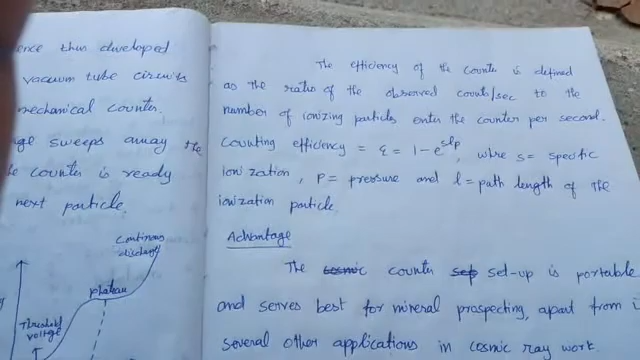 ence thus developed
vacuum tube circuits
mechanical counter.
sweeps away the
counter is ready
next particle.
Continous
discharge
plateau
Threshold
voltage
The efficiency of the Counter is defined
as the ratio of the observed counts/sec to the
number of ionizing particles enter the counter per second.
Counting efficiency = ε = 1 - e^slp, where s = specific
ionization, p = pressure and l = path length of the
ionization particle.
Advantage
The cosmic counter sep set-up is portable
and serves best for mineral prospecting, apart from
several other applications in cosmic ray work.